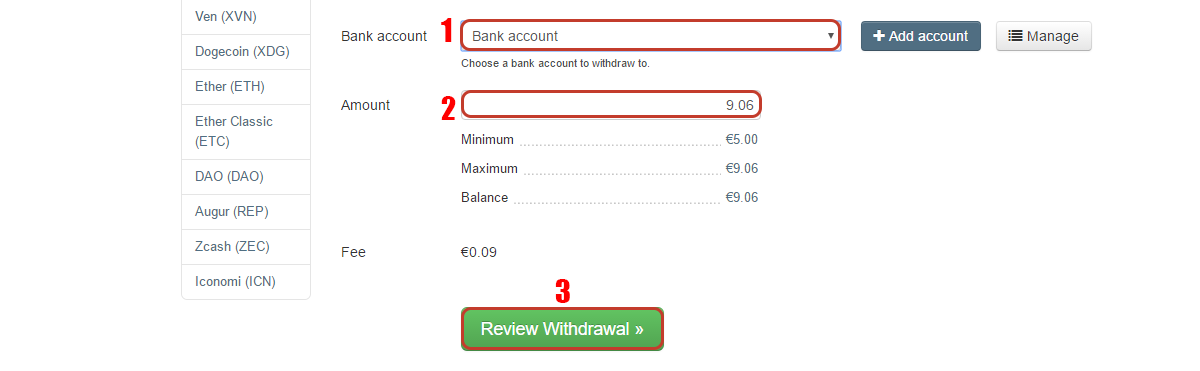 Ven (XVN)
Dogecoin (XDG)
Ether (ETH)
Ether Classic
(ETC)
DAO (DAO)
Augur (REP)
Zcash (ZEC)
Iconomi (ICN)
Bank account 1 Bank account Add account Manage
Choose a bank account to withdraw to.
Amount 2 9.06
Minimum €5.00
Maximum €9.06
Balance €9.06
Fee €0.09
3
Review Withdrawal »